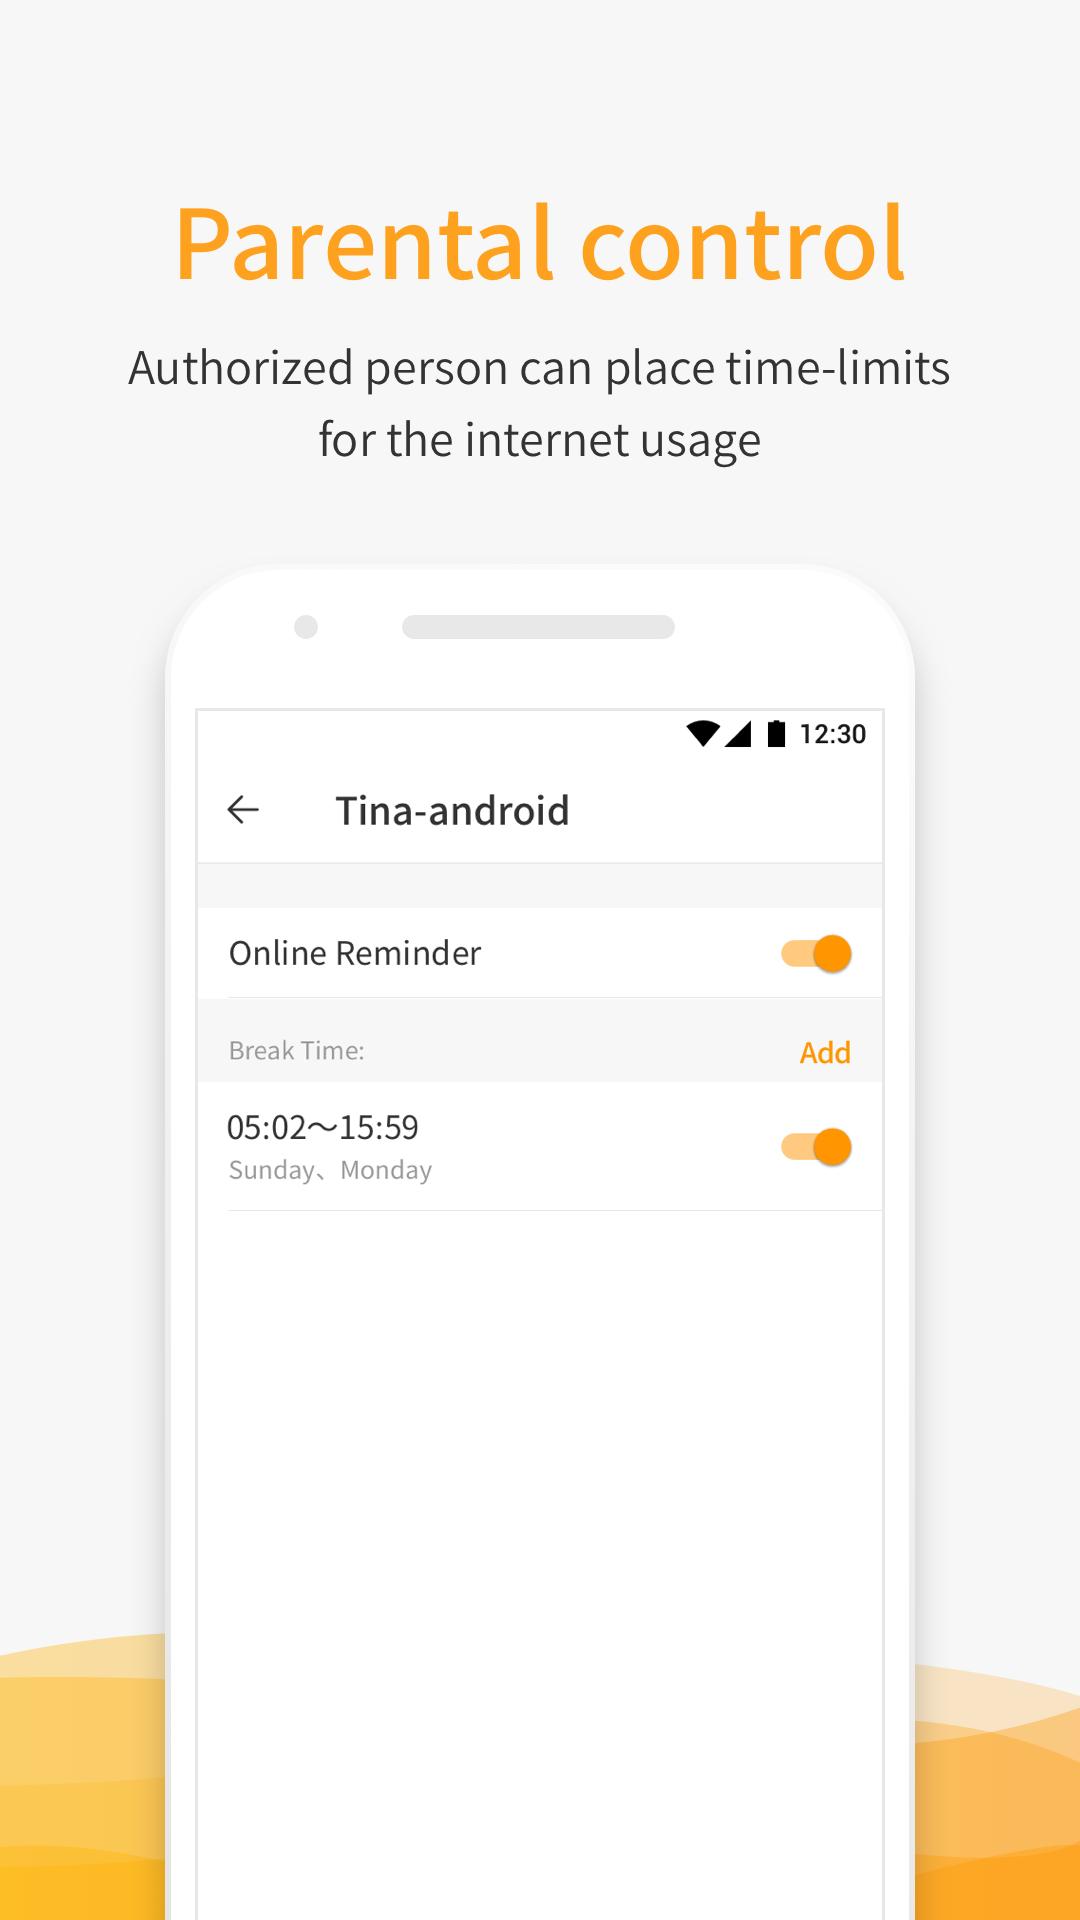 Parental control
Authorized person can place time-limits
for the internet usage
12:30
Tina-android
Online Reminder
Break Time:
Add
05:02～15:59
Sunday、Monday